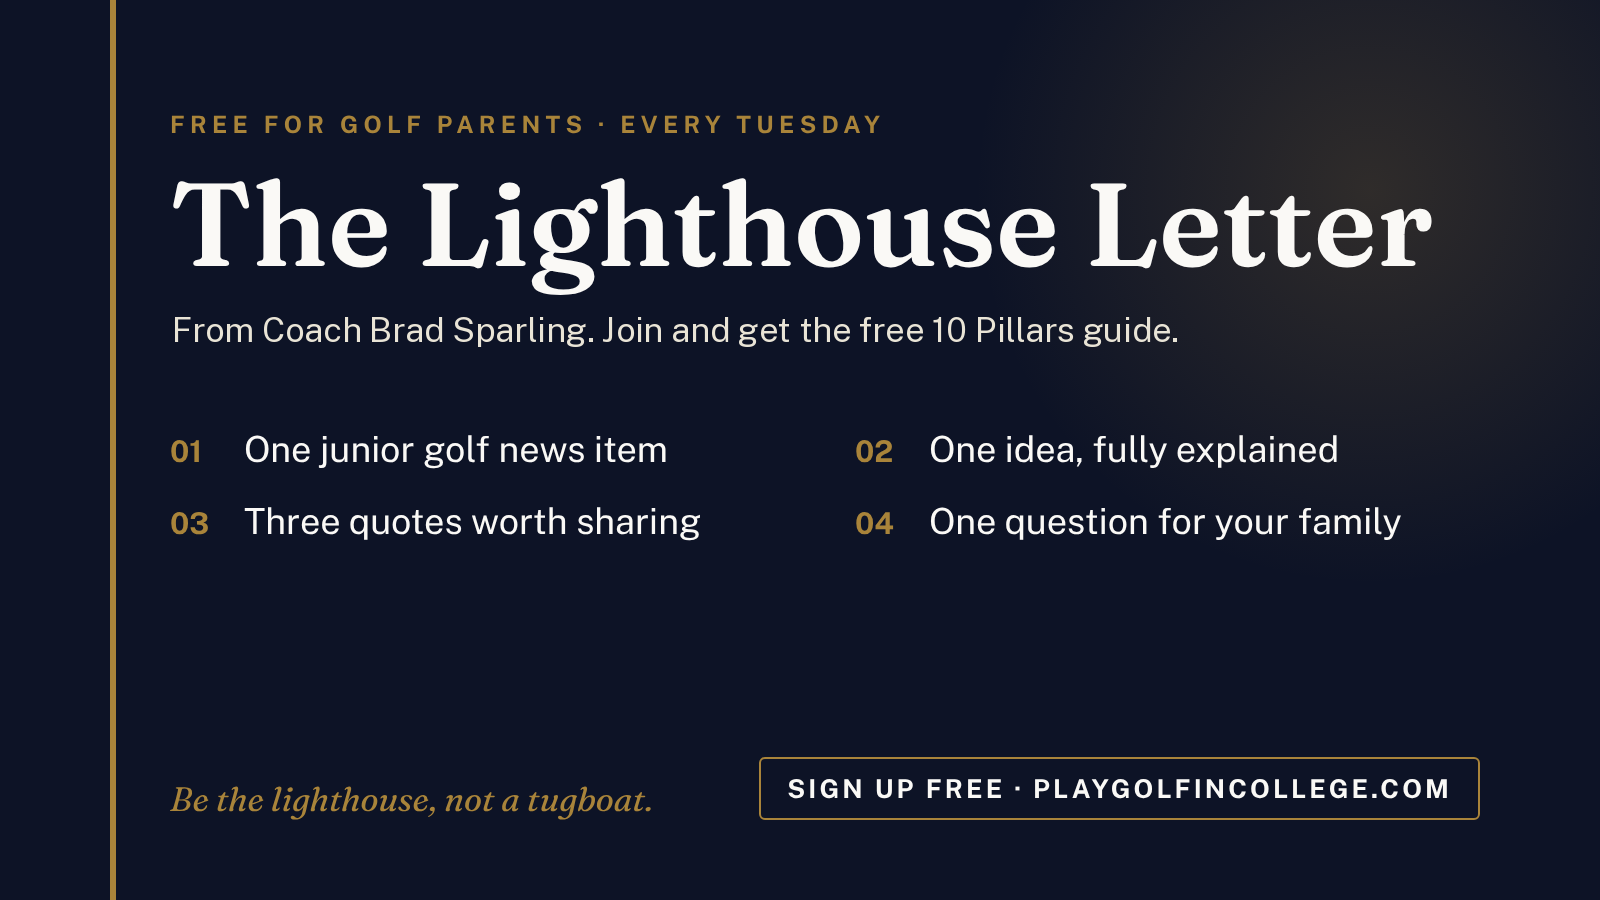 FREE FOR GOLF PARENTS · EVERY TUESDAY
The Lighthouse Letter
From Coach Brad Sparling. Join and get the free 10 Pillars guide.
01 One junior golf news item
02 One idea, fully explained
03 Three quotes worth sharing
04 One question for your family
Be the lighthouse, not a tugboat.
SIGN UP FREE · PLAYGOLFINCOLLEGE.COM